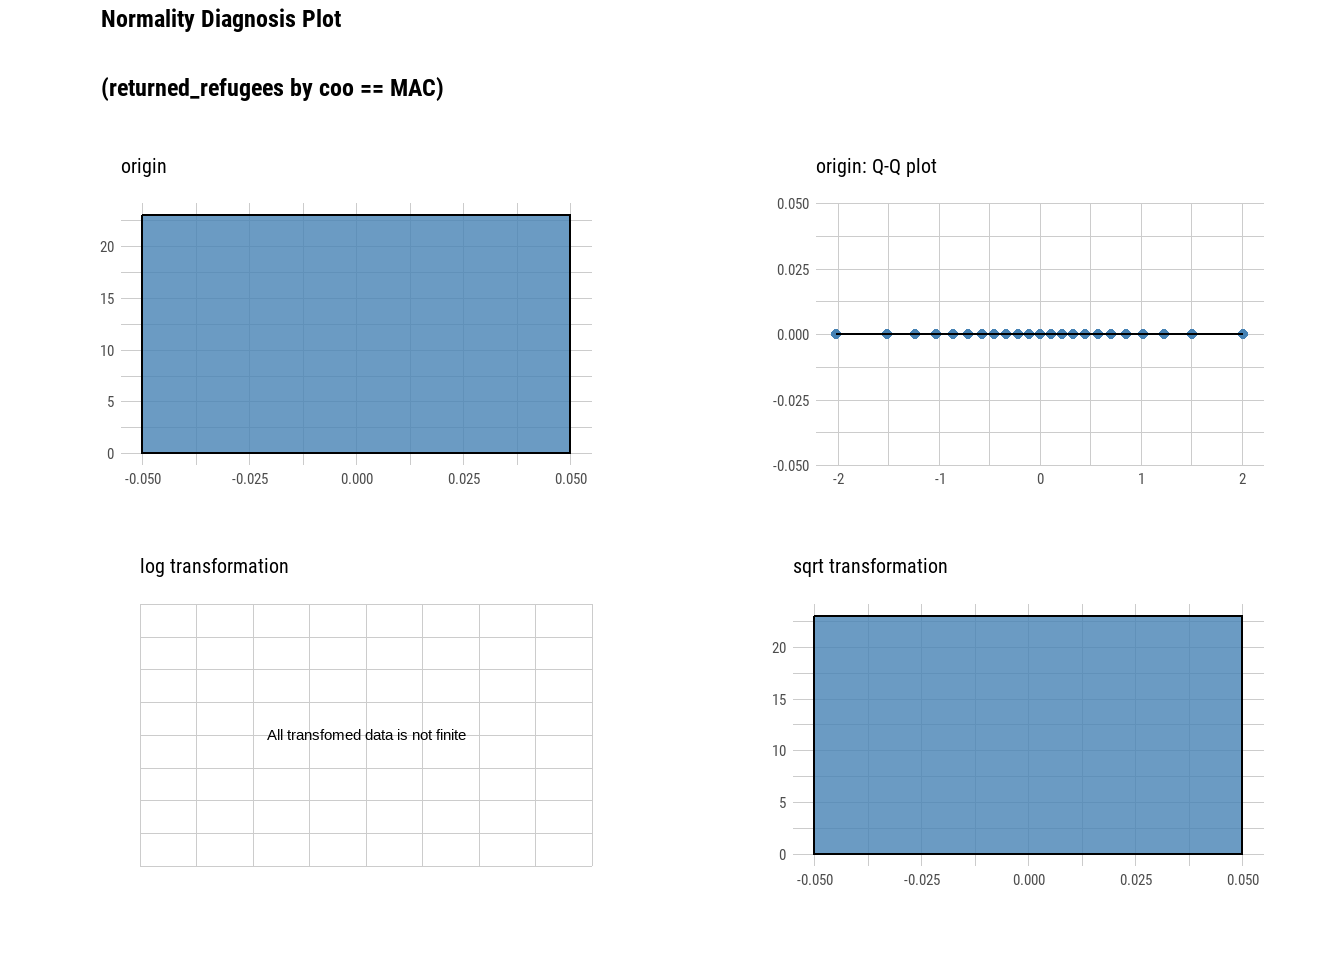 Normality Diagnosis Plot
(returned_refugees by coo == MAC)
origin
20
15
10
5
0
-0.050 -0.025 0.000 0.025 0.050
origin: Q-Q plot
0.050
0.025
0.000
-0.025
-0.050
-2 -1 0 1 2
log transformation
All transfomed data is not finite
sqrt transformation
20
15
10
5
0
-0.050 -0.025 0.000 0.025 0.050